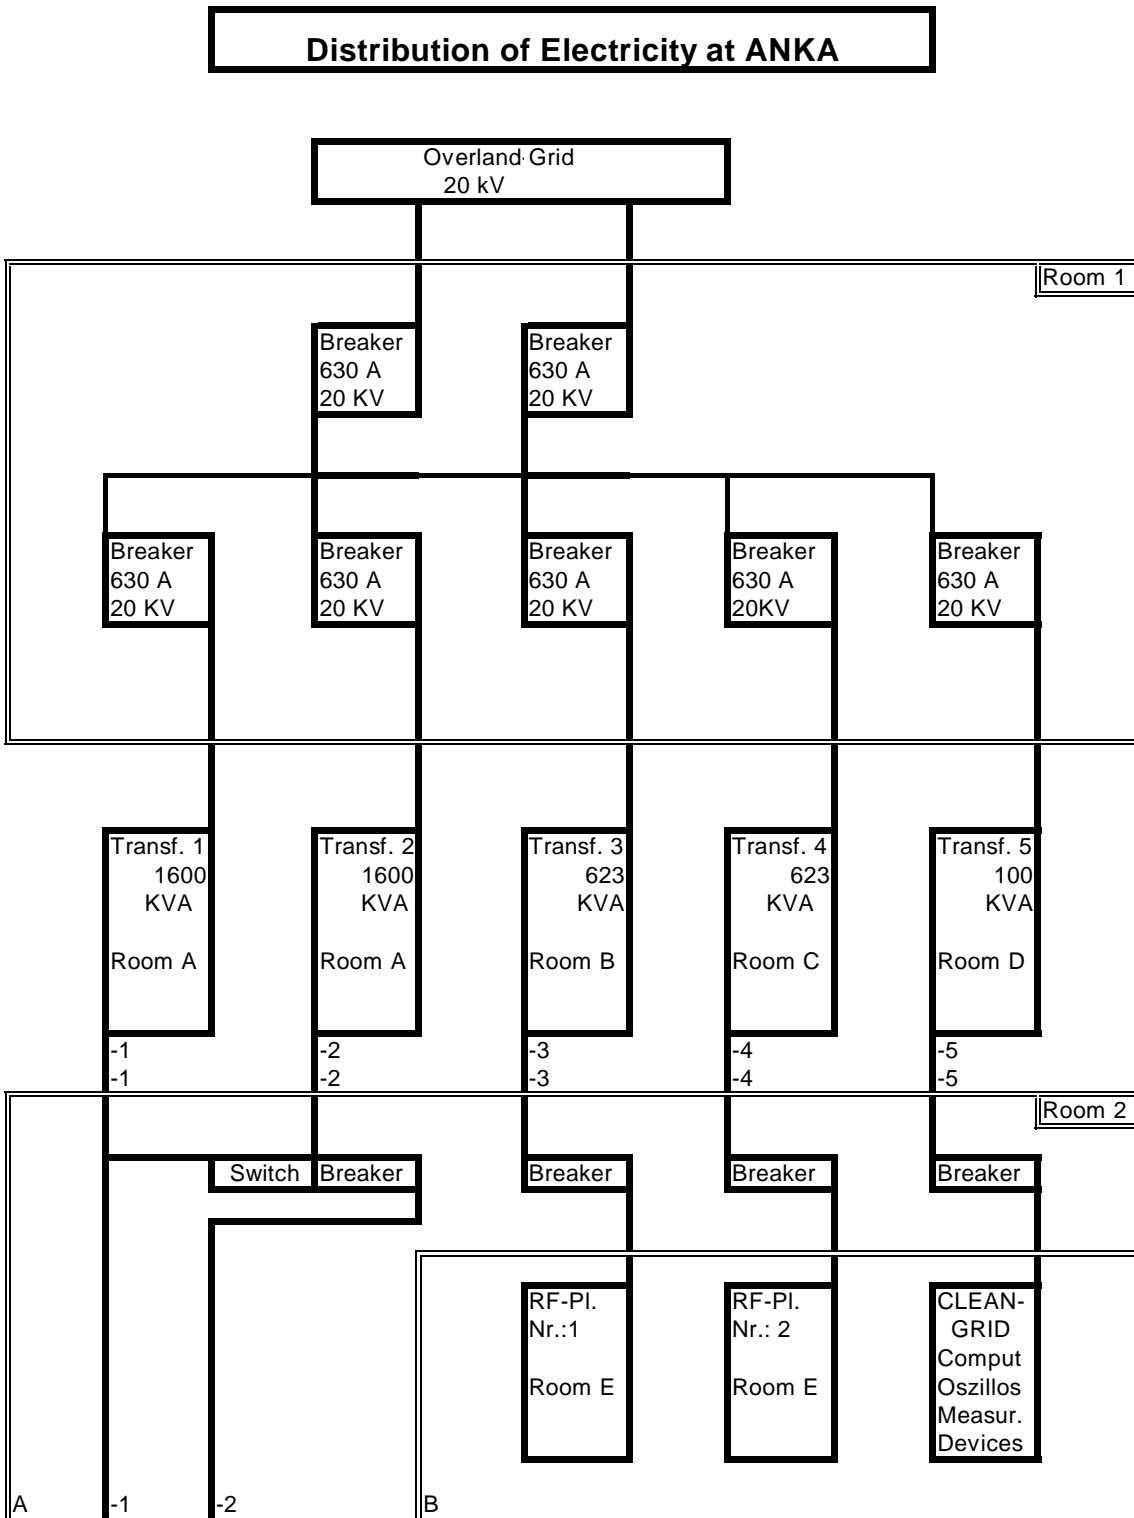 Distribution of Electricity at ANKA
Overland Grid
20 kV
Room 1
Breaker
630 A
20 KV
Breaker
630 A
20 KV
Breaker
630 A
20 KV
Breaker
630 A
20 KV
Breaker
630 A
20 KV
Breaker
630 A
20KV
Breaker
630 A
20 KV
Transf. 1
1600
KVA
Room A
Transf. 2
1600
KVA
Room A
Transf. 3
623
KVA
Room B
Transf. 4
623
KVA
Room C
Transf. 5
100
KVA
Room D
-1
-1
-2
-2
-3
-3
-4
-4
-5
-5
Room 2
Switch
Breaker
Breaker
Breaker
Breaker
RF-Pl.
Nr.:1
Room E
RF-Pl.
Nr.: 2
Room E
CLEAN-
GRID
Comput
Oszillos
Measur.
Devices
A
-1
-2
B